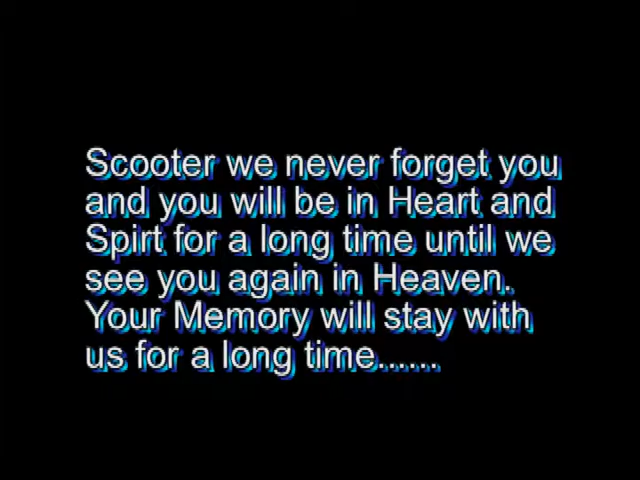 Scooter we never forget you
and you will be in Heart and
Spirt for a long time until we
see you again in Heaven.
Your Memory will stay with
us for a long time......